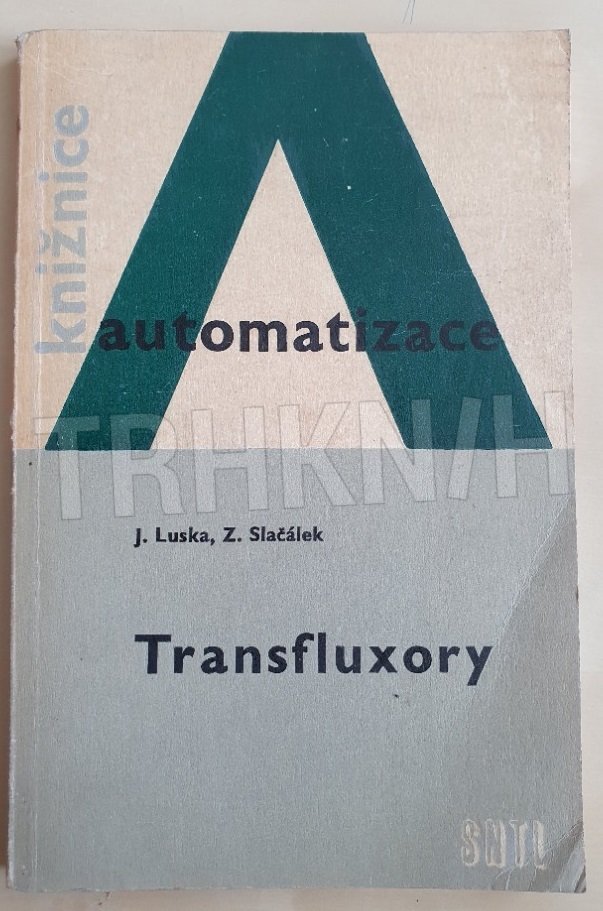 knižnice
automatizace
TRHKNIH
J. Luska, Z. Slačálek
Transfluxory
SNTL